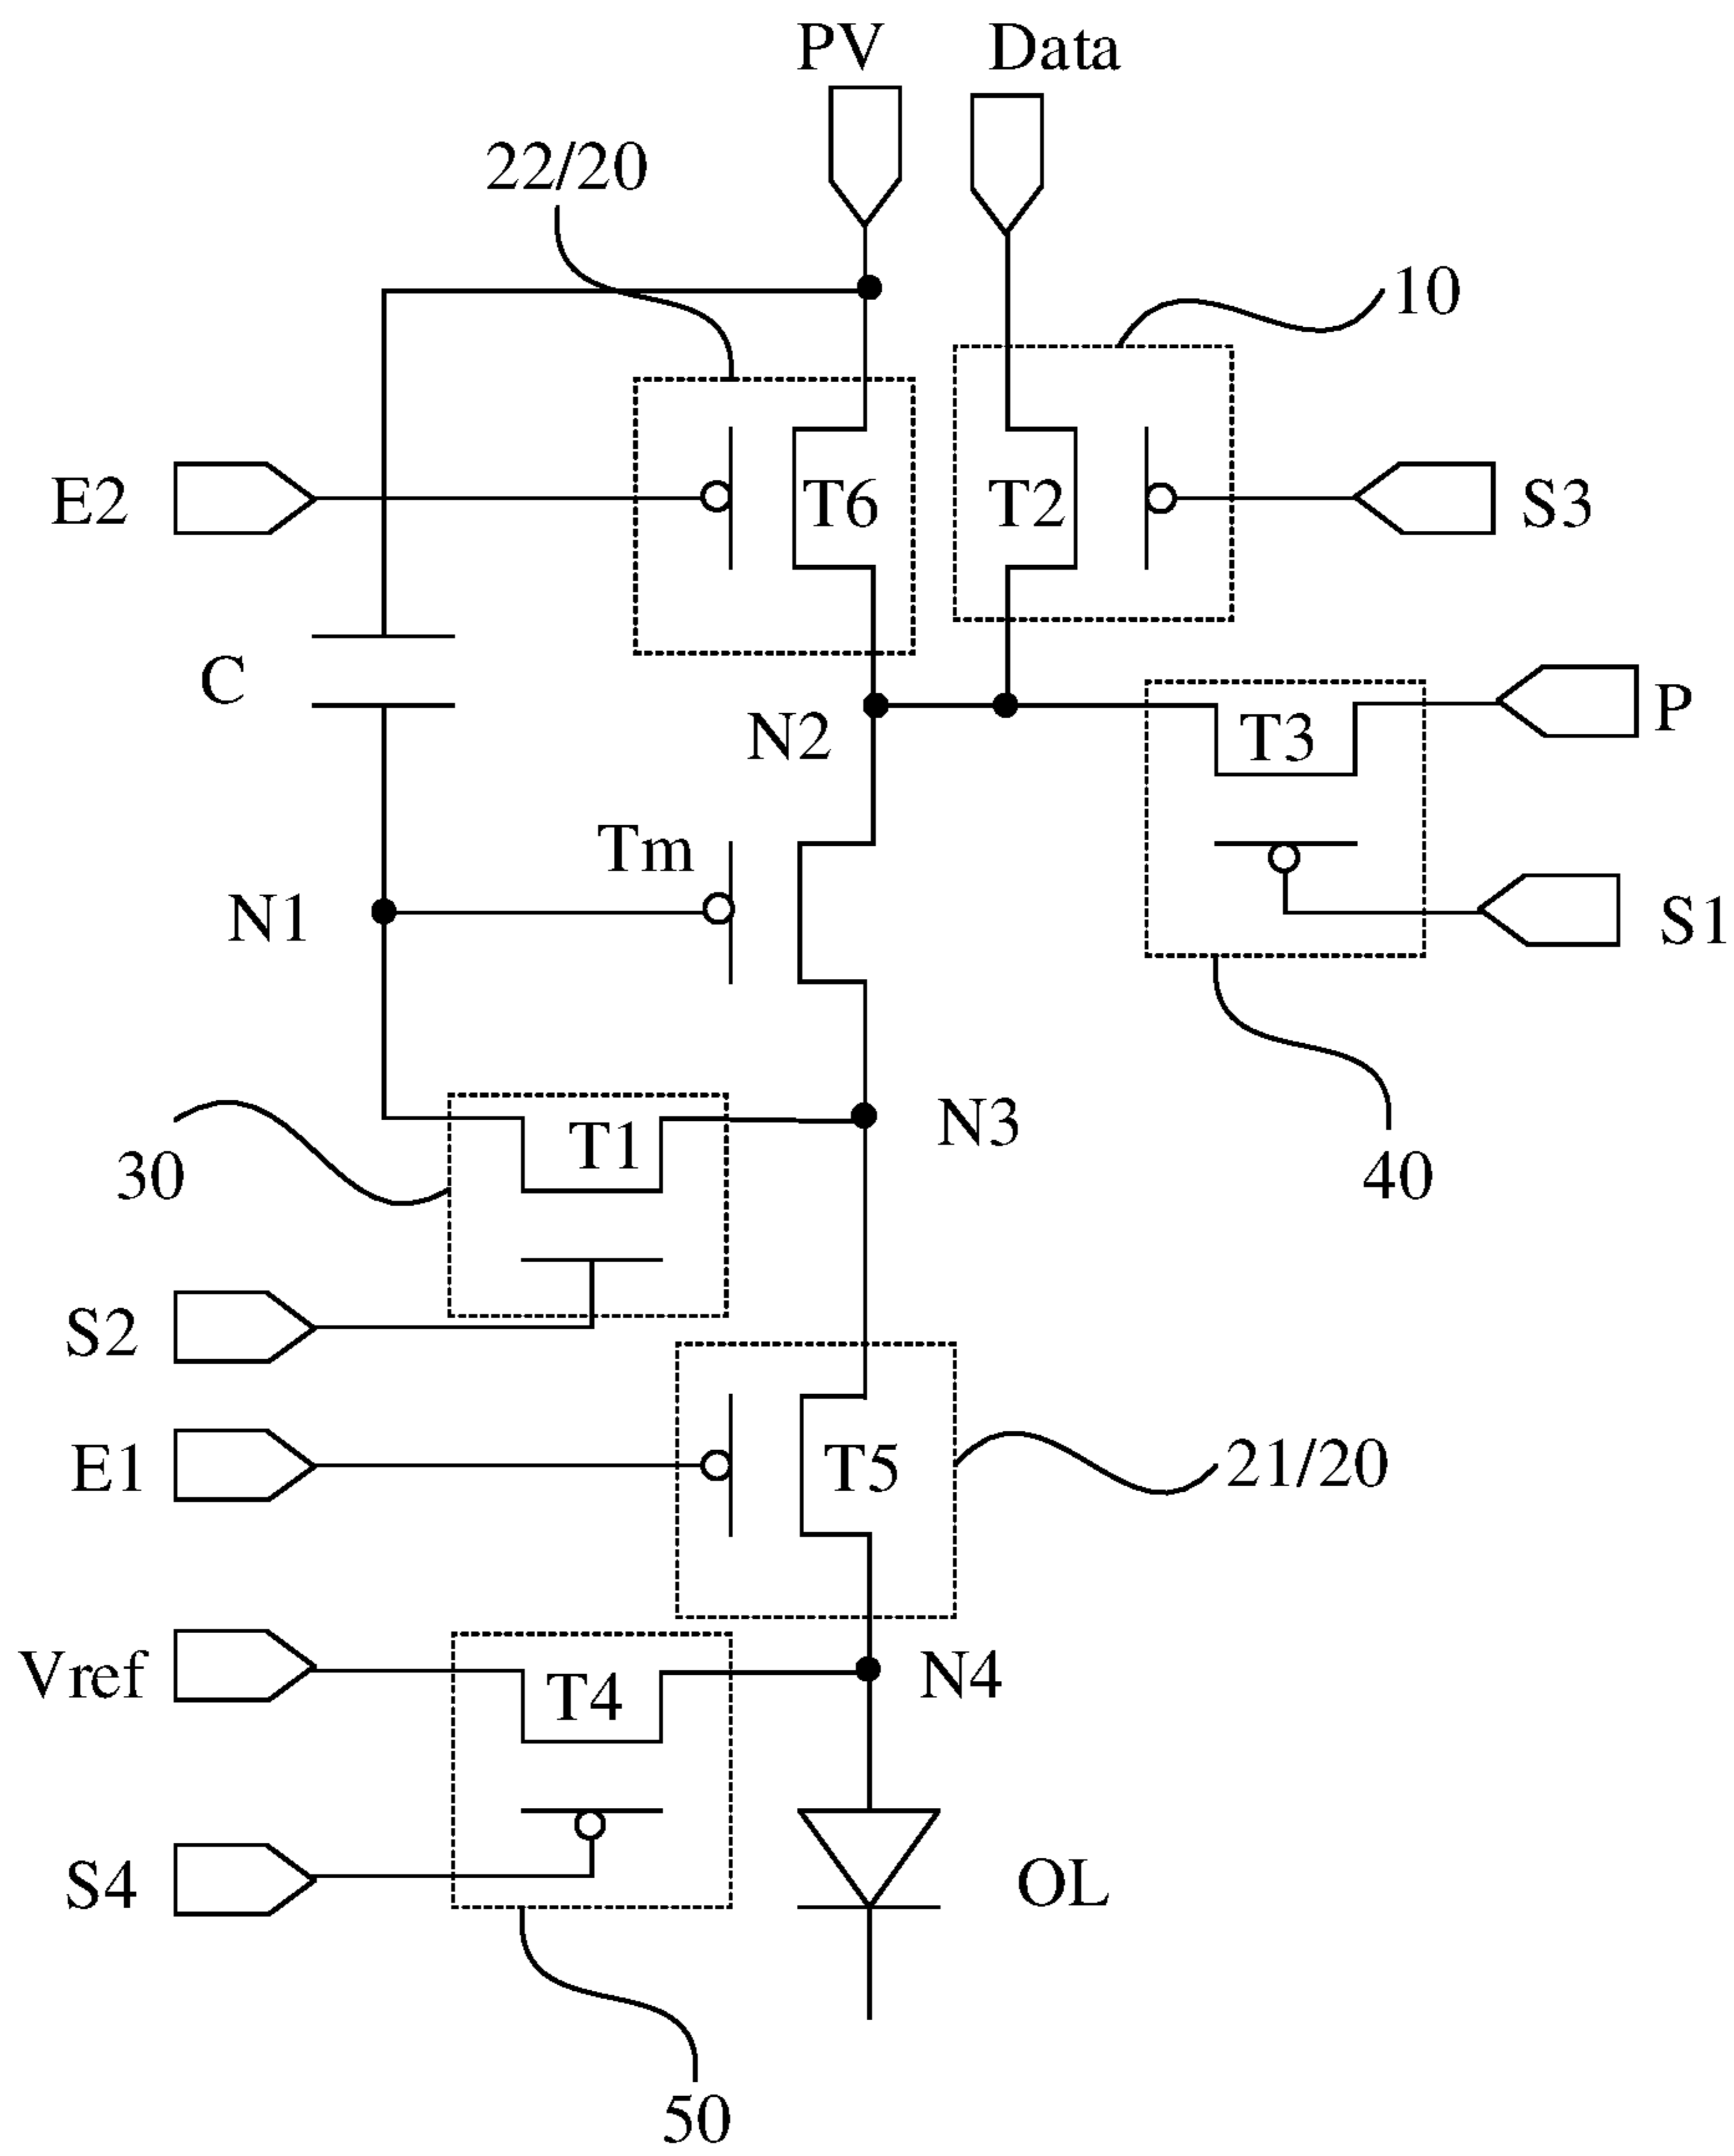 PV
Data
22/20
10
E2
T6
T2
S3
C
N2
T3
P
Tm
N1
S1
T1
N3
30
40
S2
E1
T5
21/20
Vref
T4
N4
S4
OL
50